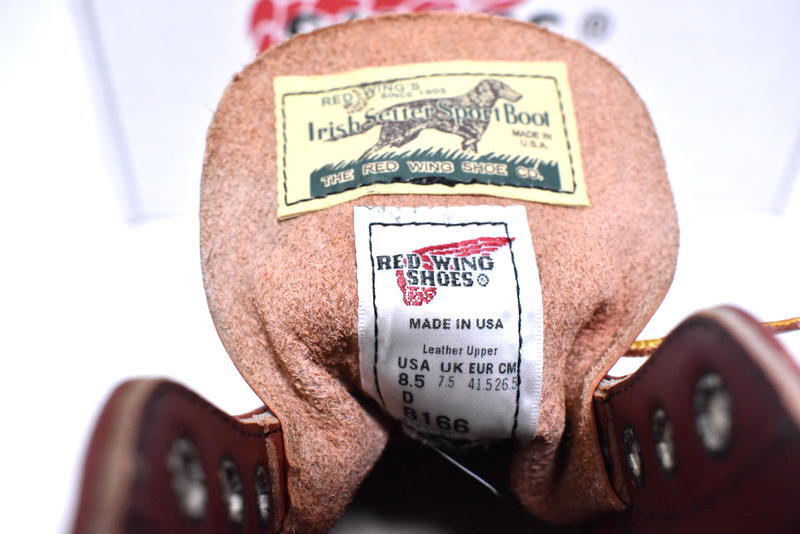 RED WING'S
SINCE 1905
Irish Setter Sport Boot
MADE IN
U.S.A.
THE RED WING SHOE CO.
RED WING
SHOES®
MADE IN USA
Leather Upper
USA UK EUR CM
8.5 7.5 41.5 26.5
D
8166